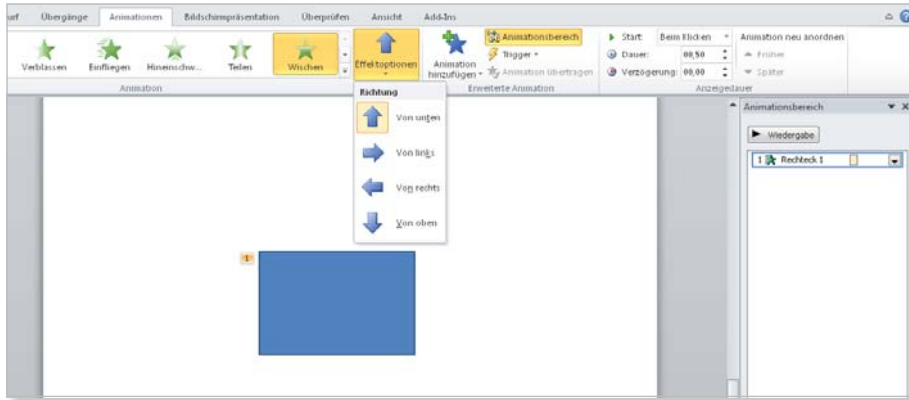 urf Übergänge Animationen Bildschirmpräsentation Überprüfen Ansicht Add-Ins
Verblassen Einfliegen Hineinschw... Teilen Wischen
Effektoptionen
Animation hinzufügen
Animationsbereich
Trigger
Animation übertragen
Start: Beim Klicken
Dauer: 00,50
Verzögerung: 00,00
Animation neu anordnen
Früher
Später
Animation Erweiterte Animation Anzeigedauer
Richtung
Von unten
Von links
Von rechts
Von oben
1
Animationsbereich
Wiedergabe
1 Rechteck 1